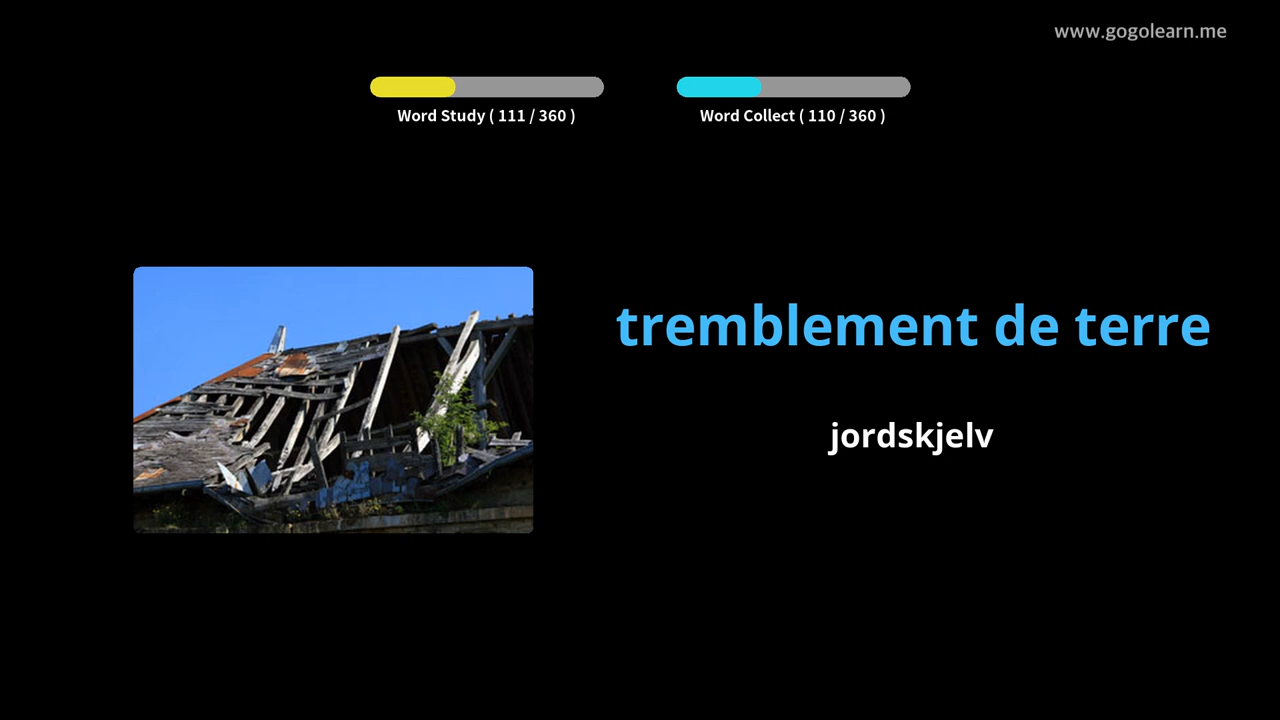 www.gogolearn.me
Word Study ( 111 / 360 )
Word Collect ( 110 / 360 )
tremblement de terre
jordskjelv